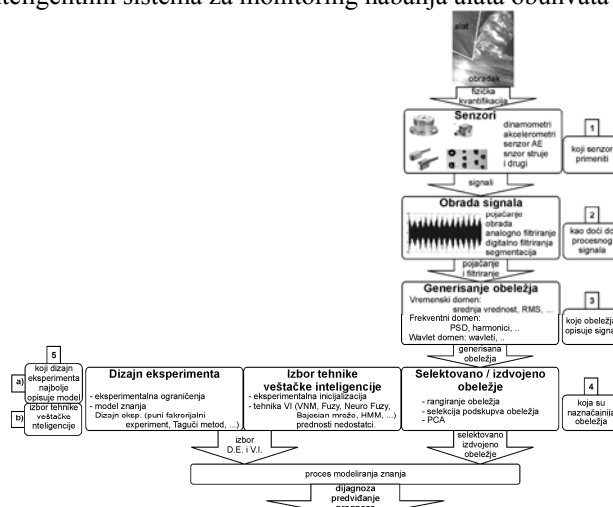 inteligentnih sistema za monitoring habanja alata obuhvata
alat
obradak
fizička
kvantifikacija
Senzori
dinamometri
akcelerometri
senzor AE
snzor struje
i drugi
1
koji senzor
primeniti
signali
Obrada signala
pojačanje
obrada
analogno filtriranje
digitalno filtriranja
segmentacija
2
kao doći do
procesnog
signala
pojačanje
i filtriranje
Generisanje obeležja
Vremenski domen:
srednja vrednost, RMS, ...
Frekventni domen:
PSD, harmonici, ..
Wavlet domen: wavleti, ..
3
koje obeležja
opisuje signal
generisana
obeležja
5
a)
koji dizajn
eksperimenta
najbolje
opisuje model
b)
izbor tehnike
veštačke
nteligencije
Dizajn eksperimenta
- eksperimentalna ograničenja
- model znanja
- Dizajn eksp. (puni fakrorijalni
experiment, Taguči metod, ...)
Izbor tehnike
veštačke inteligencije
- eksperimentalna inicijalizacija
- tehnika VI (VNM, Fuzy, Neuro Fuzy,
Bajesian mreže, HMM, ...)
prednosti nedostatci.
Selektovano / izdvojeno
obeležje
- rangiranje obeležja
- selekcija podskupva obeležja
- PCA
4
koja su
naznačajnija
obeležja
izbor
D.E. i V.I.
selektovano
izdvojeno
obeležje
proces modeliranja znanja
dijagnoza
predviđanje